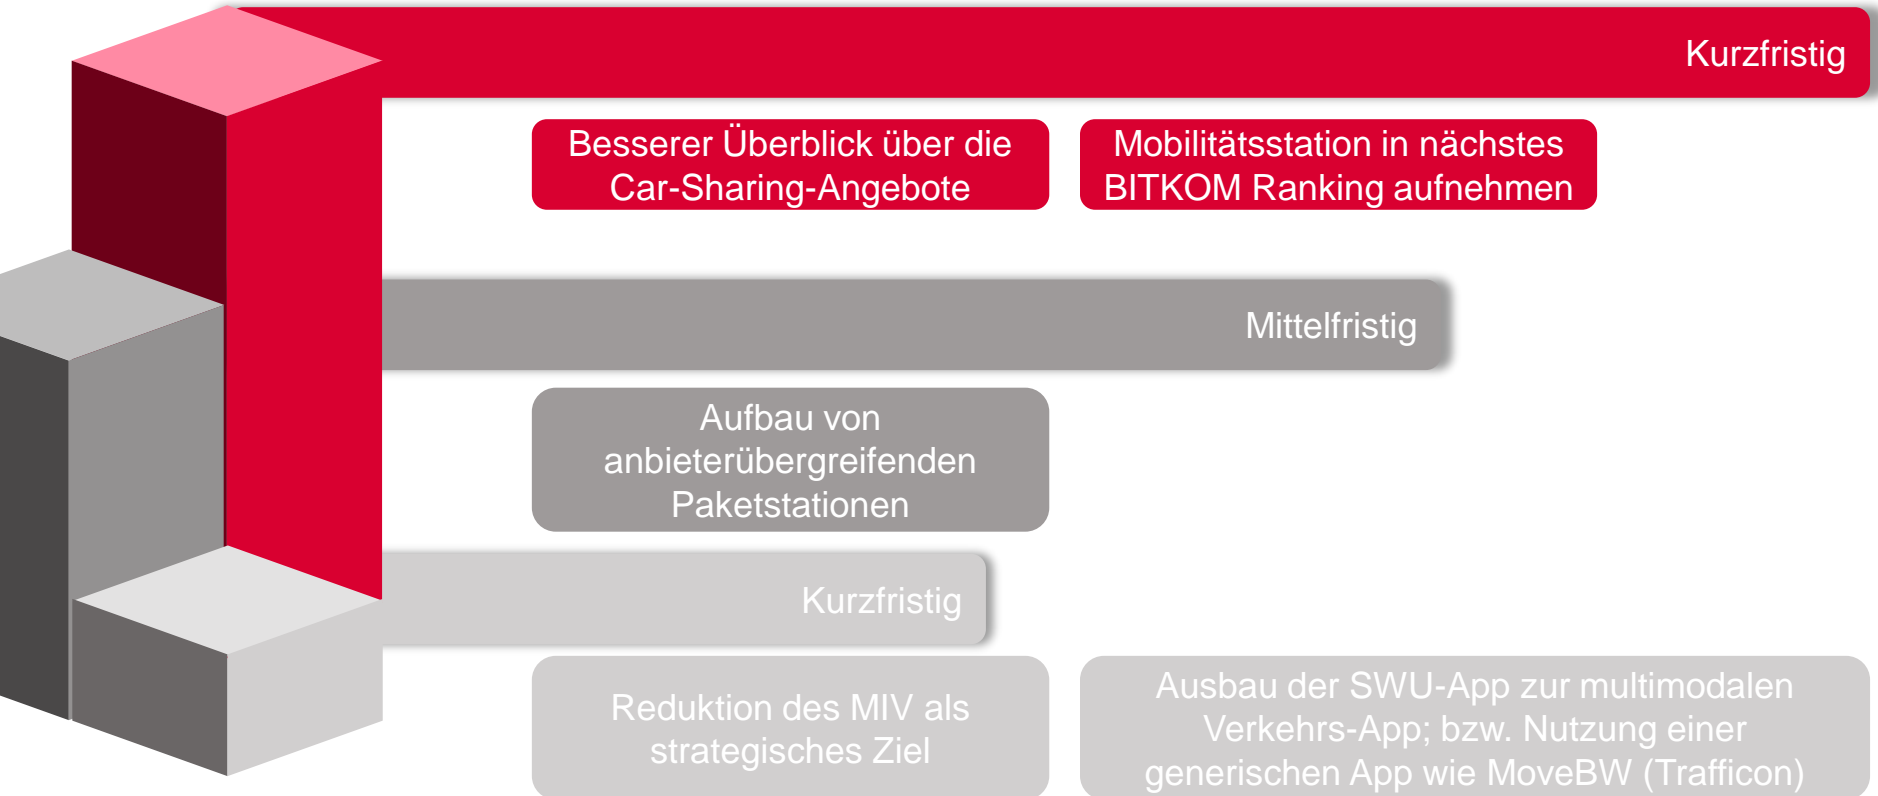 Kurzfristig
Besserer Überblick über die
Car-Sharing-Angebote
Mobilitätsstation in nächstes
BITKOM Ranking aufnehmen
Mittelfristig
Aufbau von
anbieterübergreifenden
Paketstationen
Kurzfristig
Reduktion des MIV als
strategisches Ziel
Ausbau der SWU-App zur multimodalen
Verkehrs-App; bzw. Nutzung einer
generischen App wie MoveBW (Trafficon)